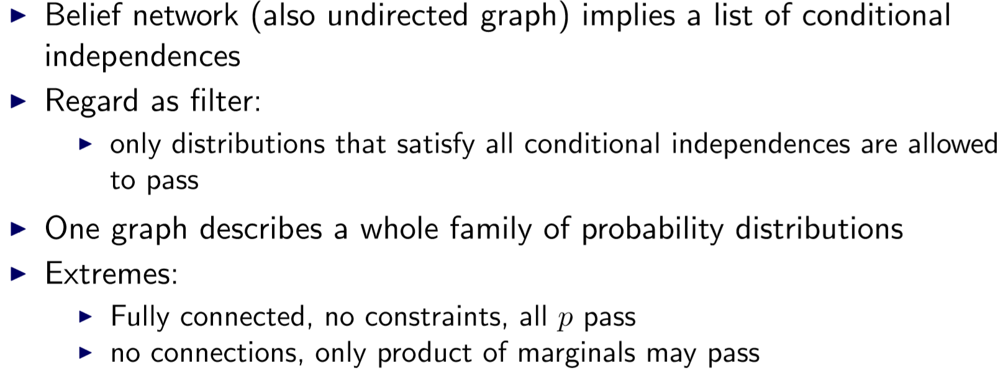 ▶ Belief network (also undirected graph) implies a list of conditional
independences
▶ Regard as filter:
▶ only distributions that satisfy all conditional independences are allowed
to pass
▶ One graph describes a whole family of probability distributions
▶ Extremes:
▶ Fully connected, no constraints, all p pass
▶ no connections, only product of marginals may pass